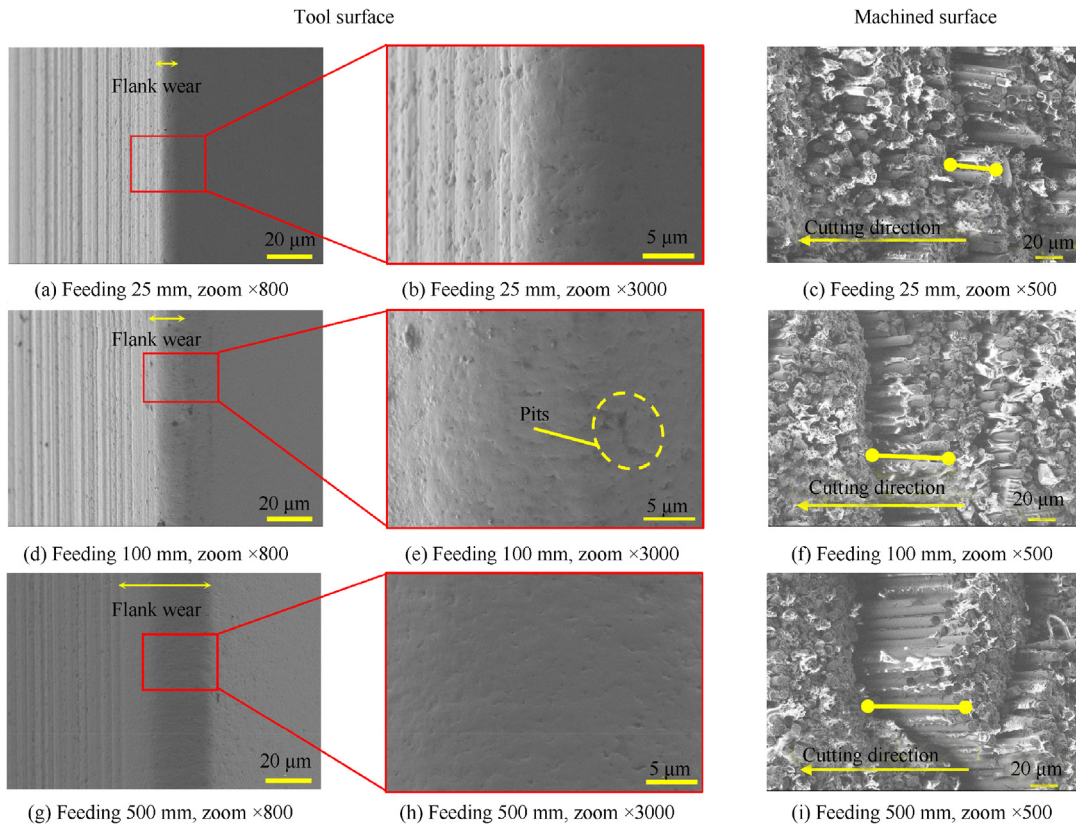 Tool surface
Machined surface
Flank wear
20 μm
5 μm
Cutting direction
20 μm
(a) Feeding 25 mm, zoom ×800
(b) Feeding 25 mm, zoom ×3000
(c) Feeding 25 mm, zoom ×500
Flank wear
20 μm
Pits
5 μm
Cutting direction
20 μm
(d) Feeding 100 mm, zoom ×800
(e) Feeding 100 mm, zoom ×3000
(f) Feeding 100 mm, zoom ×500
Flank wear
20 μm
5 μm
Cutting direction
20 μm
(g) Feeding 500 mm, zoom ×800
(h) Feeding 500 mm, zoom ×3000
(i) Feeding 500 mm, zoom ×500